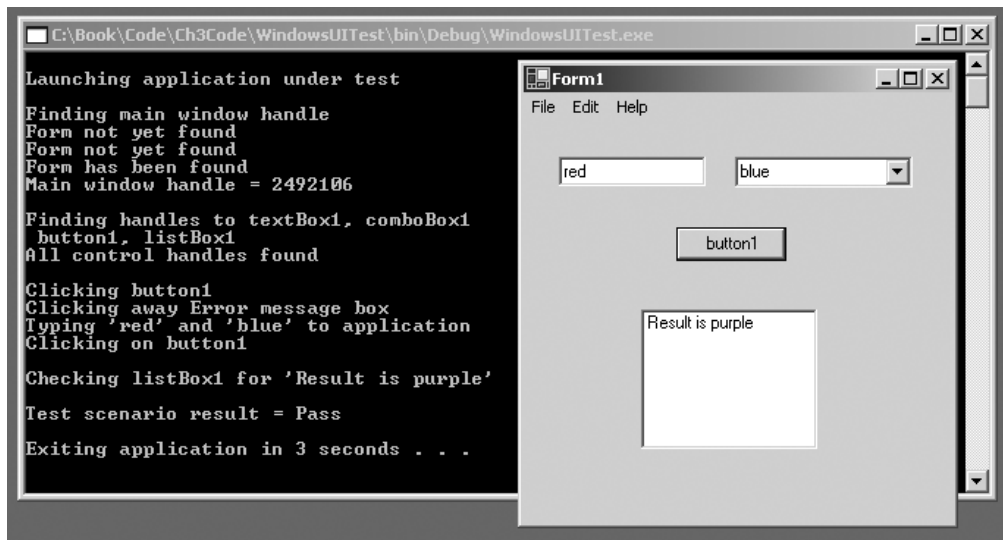 C:\Book\Code\Ch3Code\WindowsUITest\bin\Debug\WindowsUITest.exe
Launching application under test
Finding main window handle
Form not yet found
Form not yet found
Form has been found
Main window handle = 2492106
Finding handles to textBox1, comboBox1
button1, listBox1
All control handles found
Clicking button1
Clicking away Error message box
Typing 'red' and 'blue' to application
Clicking on button1
Checking listBox1 for 'Result is purple'
Test scenario result = Pass
Exiting application in 3 seconds . . .
Form1
File Edit Help
red blue
button1
Result is purple